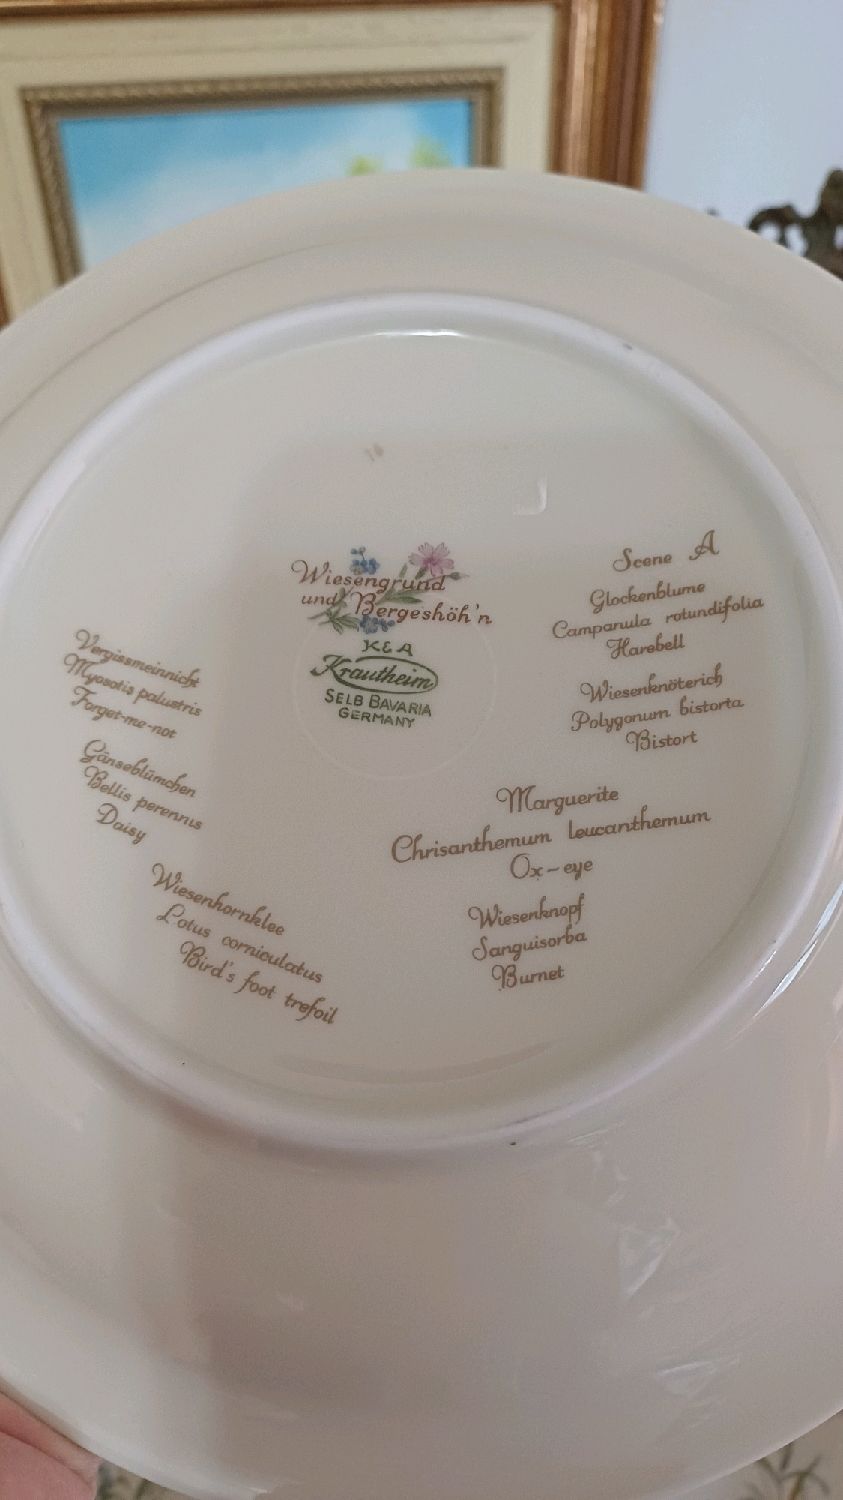 Wiesengrund
und Bergeshöh'n
K&A
Krautheim
SELB BAVARIA
GERMANY
Scene A
Glockenblume
Campanula rotundifolia
Harebell
Wiesenknöterich
Polygonum bistorta
Bistort
Marguerite
Chrisanthemum leucanthemum
Ox-eye
Wiesenknopf
Sanguisorba
Burnet
Vergissmeinnicht
Myosotis palustris
Forget-me-not
Gänseblümchen
Bellis perennis
Daisy
Wiesenhornklee
Lotus corniculatus
Bird's foot trefoil